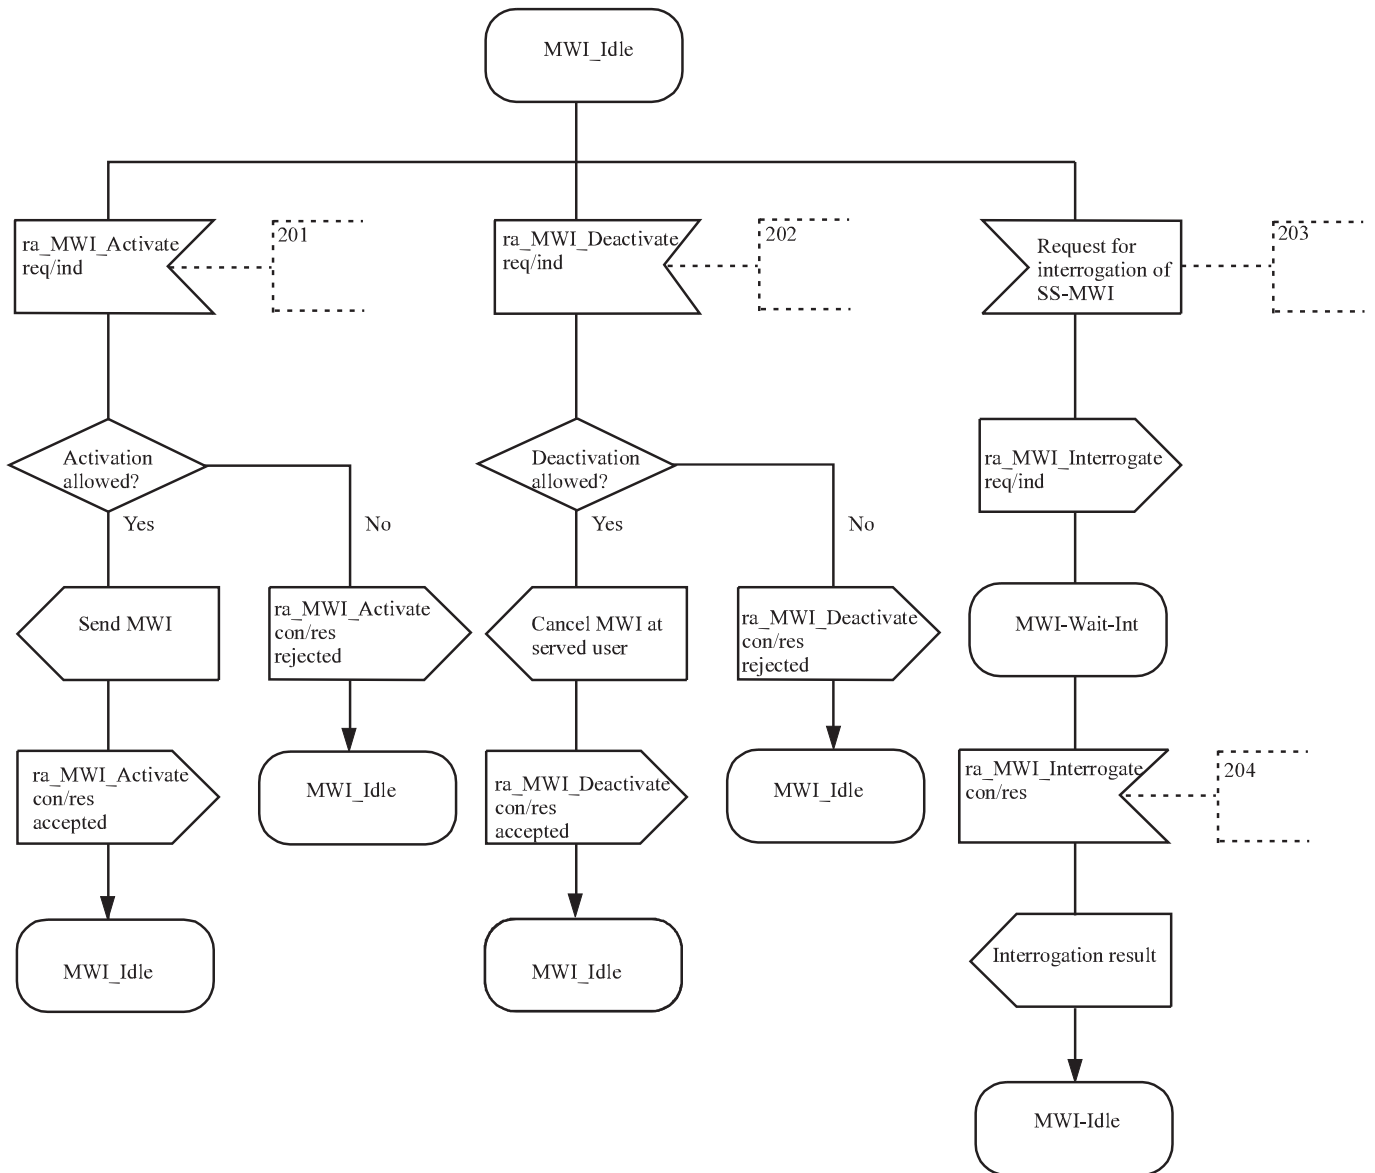 MWI_Idle
ra_MWI_Activate
req/ind
201
ra_MWI_Deactivate
req/ind
202
Request for
interrogation of
SS-MWI
203
Activation
allowed?
Yes
No
Deactivation
allowed?
Yes
No
ra_MWI_Interrogate
req/ind
Send MWI
ra_MWI_Activate
con/res
rejected
Cancel MWI at
served user
ra_MWI_Deactivate
con/res
rejected
MWI-Wait-Int
ra_MWI_Activate
con/res
accepted
MWI_Idle
ra_MWI_Deactivate
con/res
accepted
MWI_Idle
ra_MWI_Interrogate
con/res
204
MWI_Idle
MWI_Idle
Interrogation result
MWI-Idle